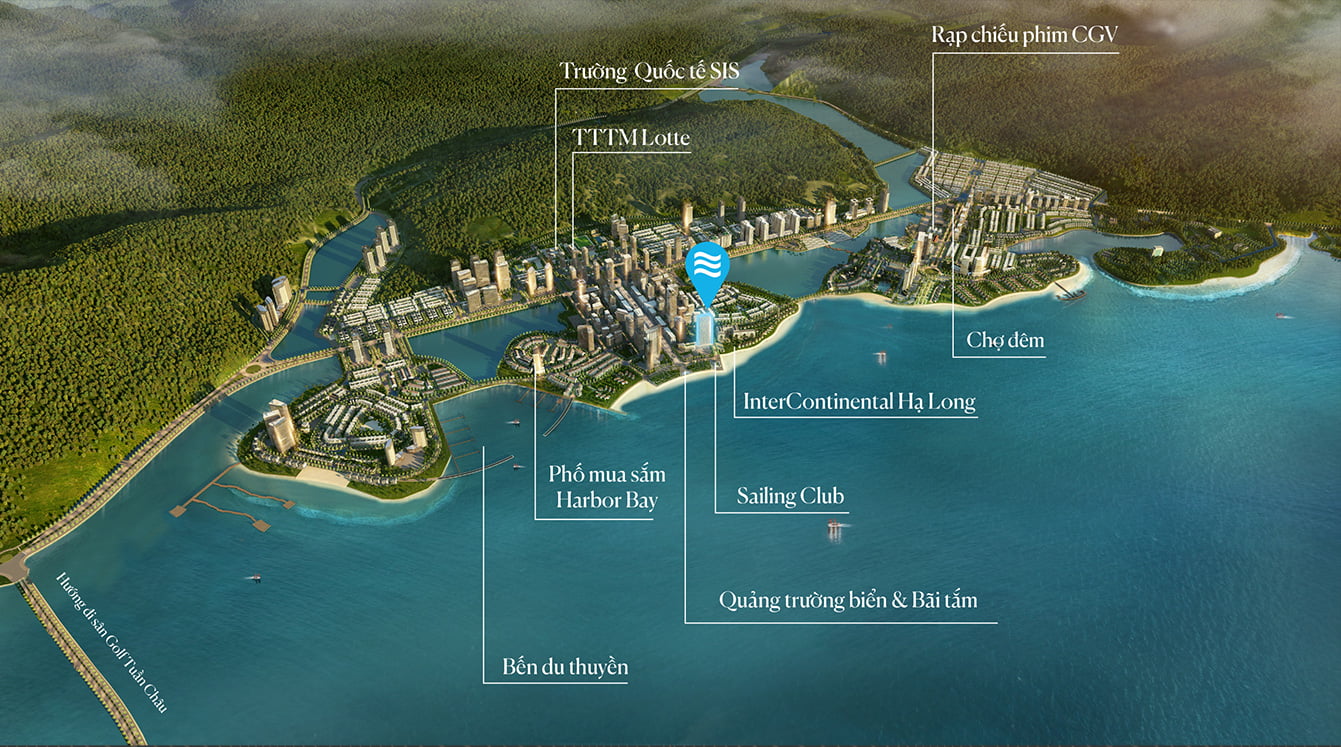 Rạp chiếu phim CGV
Trường Quốc tế SIS
TTTM Lotte
Chợ đêm
InterContinental Hạ Long
Phố mua sắm
Harbor Bay
Sailing Club
Quảng trường biển & Bãi tắm
Bến du thuyền
Hướng di sân Golf Tuần Châu